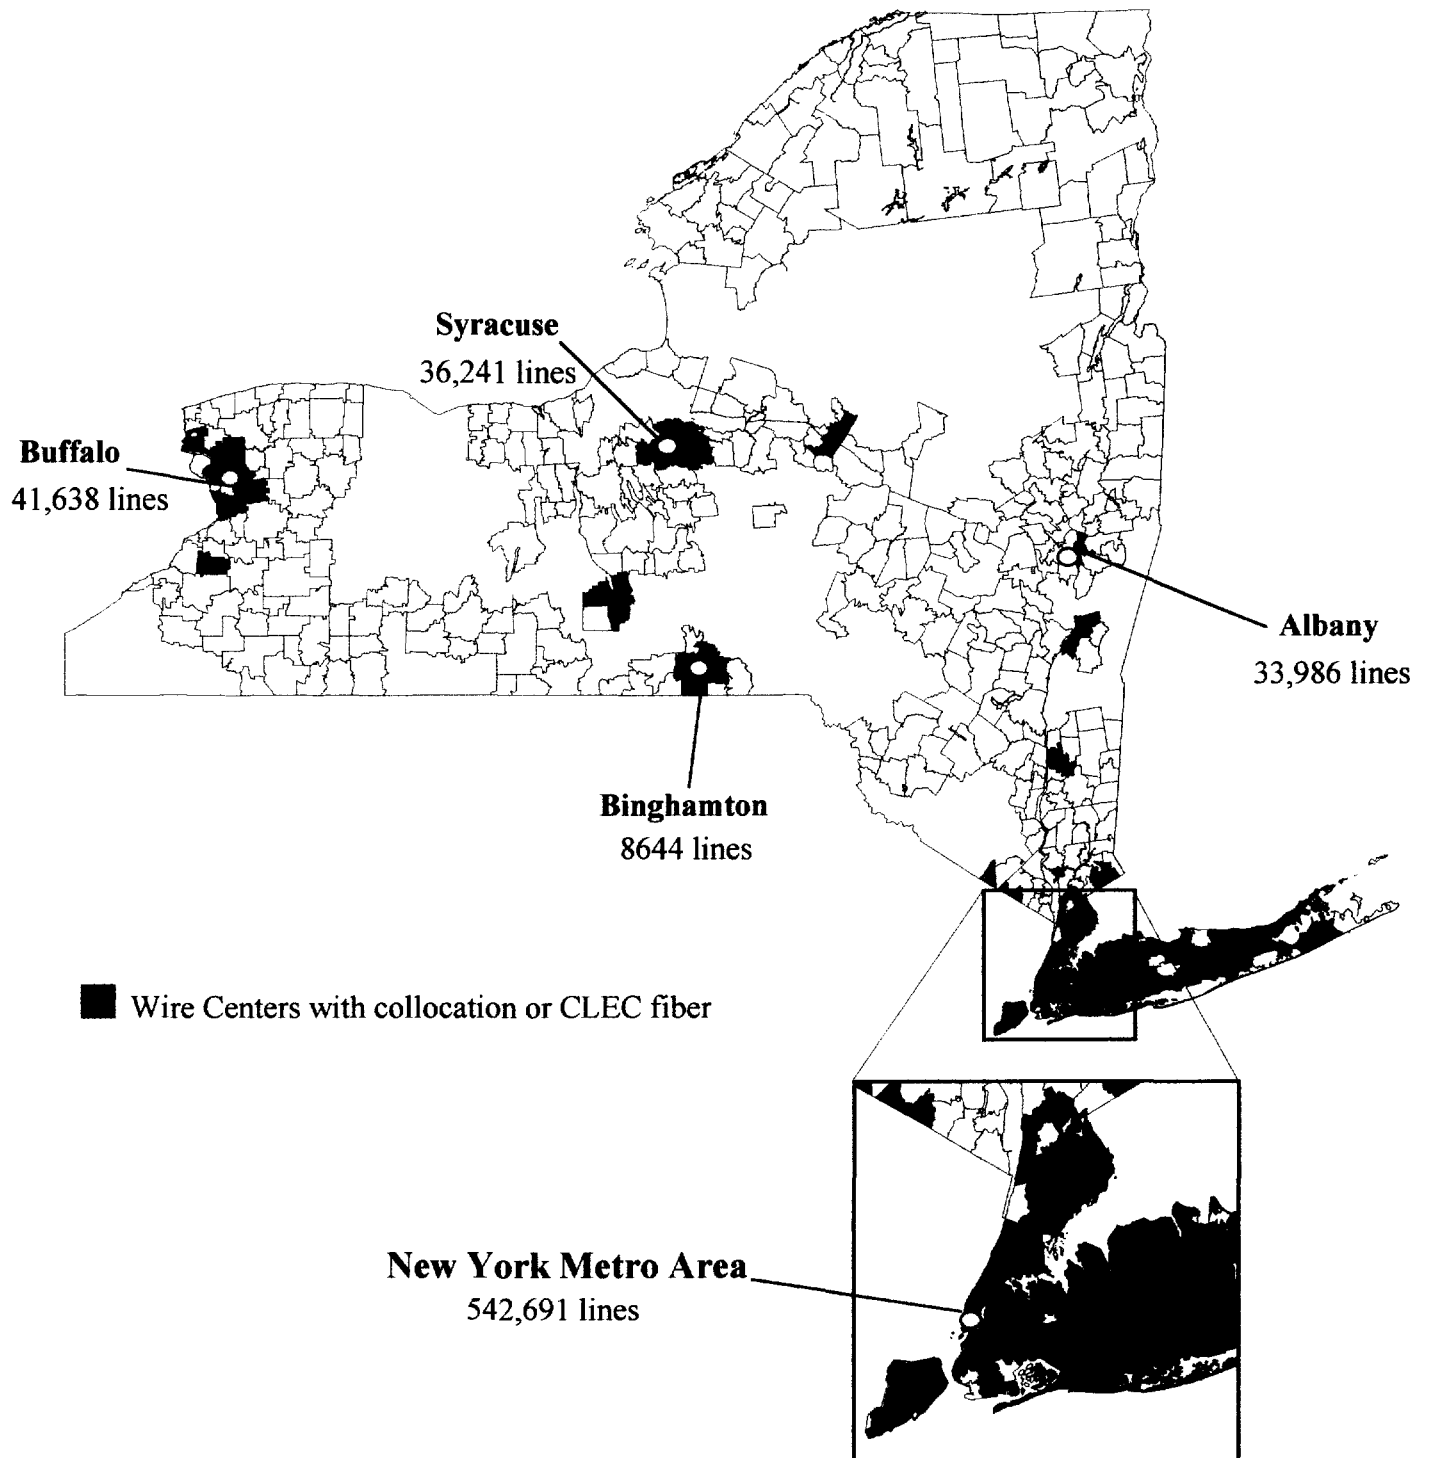 Syracuse
36,241 lines
Buffalo
41,638 lines
Albany
33,986 lines
Binghamton
8644 lines
Wire Centers with collocation or CLEC fiber
New York Metro Area
542,691 lines